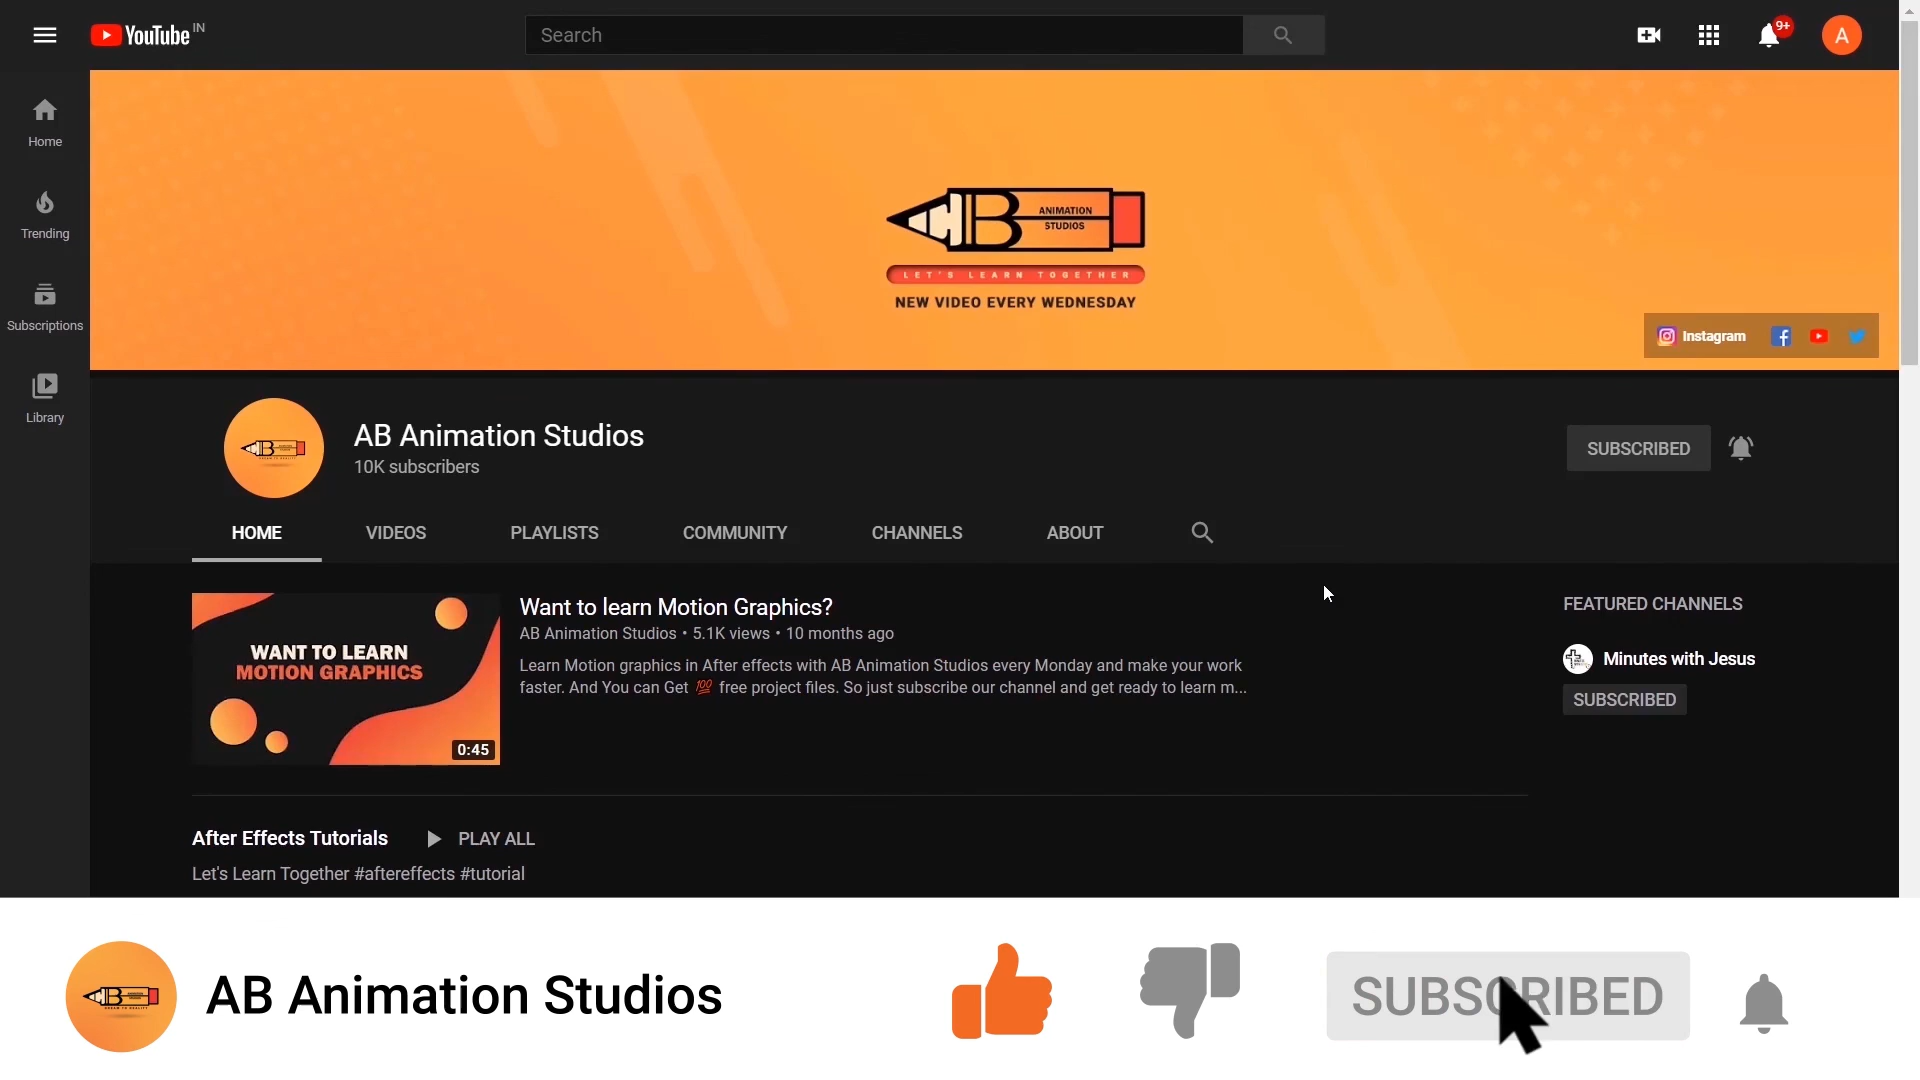 YouTube IN
Search
9+
A
Home
Trending
Subscriptions
Library
B
ANIMATION
STUDIOS
LET'S LEARN TOGETHER
NEW VIDEO EVERY WEDNESDAY
Instagram
AB Animation Studios
10K subscribers
SUBSCRIBED
HOME VIDEOS PLAYLISTS COMMUNITY CHANNELS ABOUT
WANT TO LEARN
MOTION GRAPHICS
0:45
Want to learn Motion Graphics?
AB Animation Studios • 5.1K views • 10 months ago
Learn Motion graphics in After effects with AB Animation Studios every Monday and make your work
faster. And You can Get 💯 free project files. So just subscribe our channel and get ready to learn m...
FEATURED CHANNELS
Minutes with Jesus
SUBSCRIBED
After Effects Tutorials PLAY ALL
Let's Learn Together #aftereffects #tutorial
AB Animation Studios
SUBSCRIBED